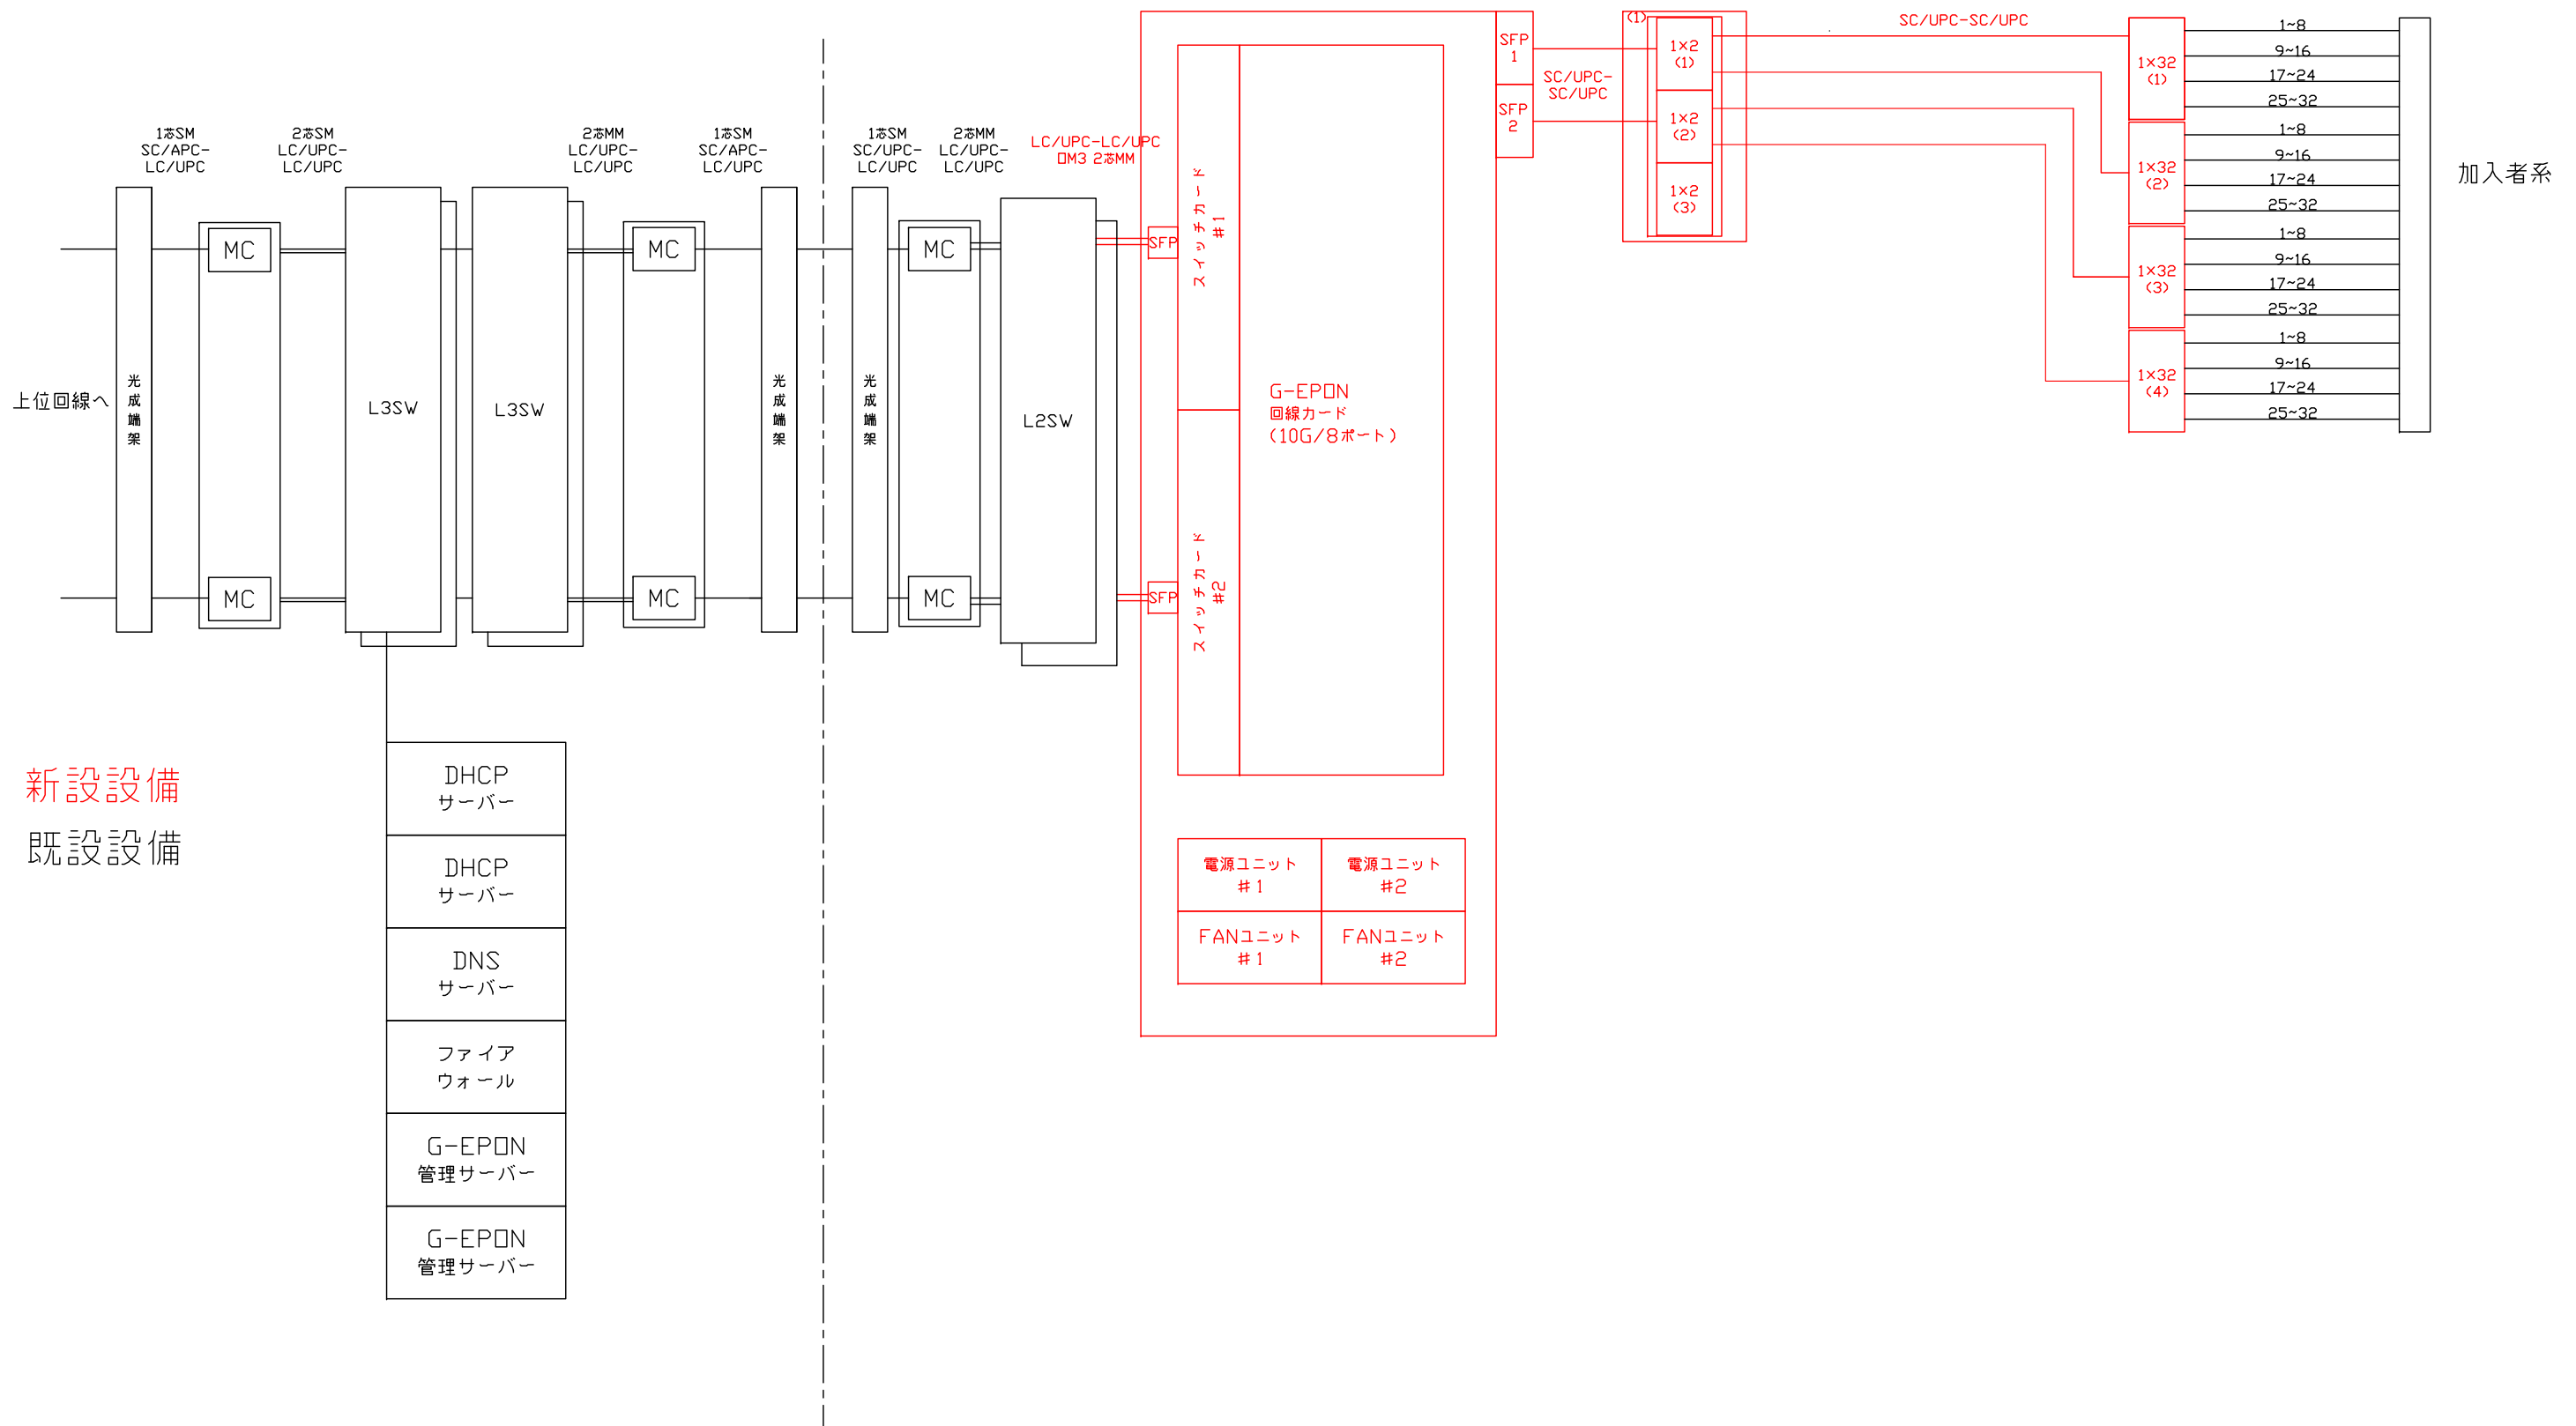 1芯SM
SC/APC-
LC/UPC
2芯SM
LC/UPC-
LC/UPC
2芯MM
LC/UPC-
LC/UPC
1芯SM
SC/APC-
LC/UPC
1芯SM
SC/UPC-
LC/UPC
2芯MM
LC/UPC-
LC/UPC
LC/UPC-LC/UPC
OM3 2芯MM
上位回線へ
光成端架
MC
MC
L3SW
L3SW
MC
MC
光成端架
光成端架
MC
MC
L2SW
SFP
SFP
スイッチカード
#1
スイッチカード
#2
G-EPON
回線カード
(10G/8ポート)
SFP
1
SFP
2
SC/UPC-
SC/UPC
(1)
1×2
(1)
1×2
(2)
1×2
(3)
SC/UPC-SC/UPC
1×32
(1)
1×32
(2)
1×32
(3)
1×32
(4)
1~8
9~16
17~24
25~32
1~8
9~16
17~24
25~32
1~8
9~16
17~24
25~32
1~8
9~16
17~24
25~32
加入者系
電源ユニット
#1
電源ユニット
#2
FANユニット
#1
FANユニット
#2
新設設備
既設設備
DHCP
サーバー
DHCP
サーバー
DNS
サーバー
ファイア
ウォール
G-EPON
管理サーバー
G-EPON
管理サーバー